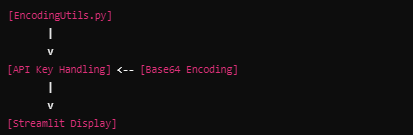 [EncodingUtils.py]
|
v
[API Key Handling] <-- [Base64 Encoding]
|
v
[Streamlit Display]